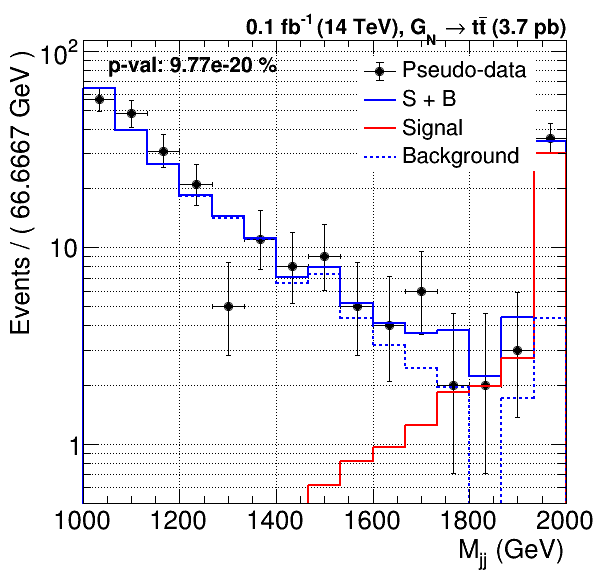 0.1 fb⁻¹ (14 TeV), G_N → tt̄ (3.7 pb)
p-val: 9.77e-20 %
Pseudo-data
S + B
Signal
Background
Events / ( 66.6667 GeV )
10²
10
1
1000 1200 1400 1600 1800 2000
M_jj (GeV)